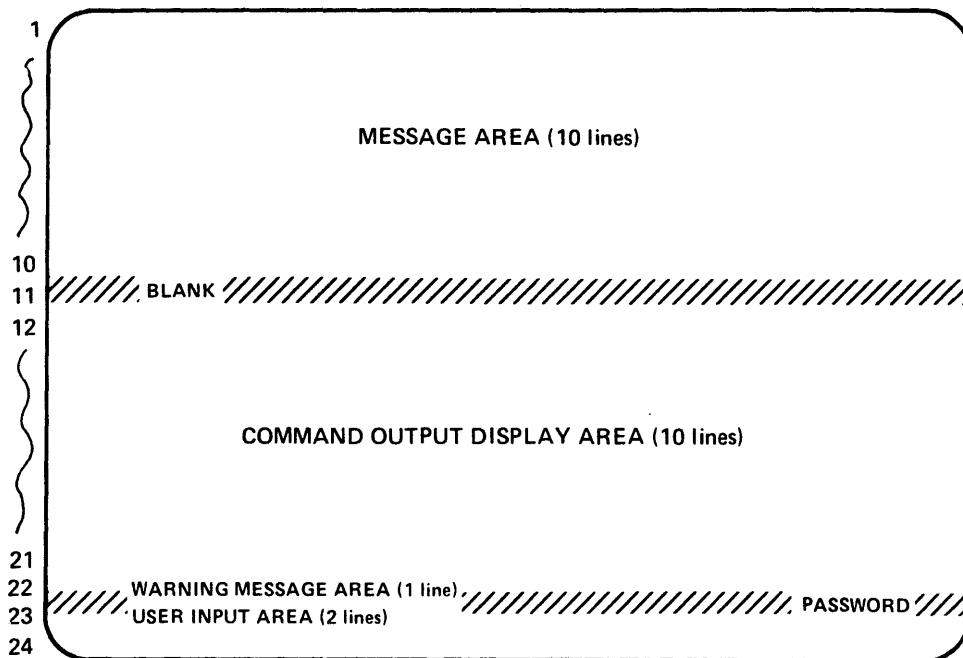 1
MESSAGE AREA (10 lines)
10
11 BLANK
12
COMMAND OUTPUT DISPLAY AREA (10 lines)
21
22 WARNING MESSAGE AREA (1 line)
PASSWORD
23 USER INPUT AREA (2 lines)
24